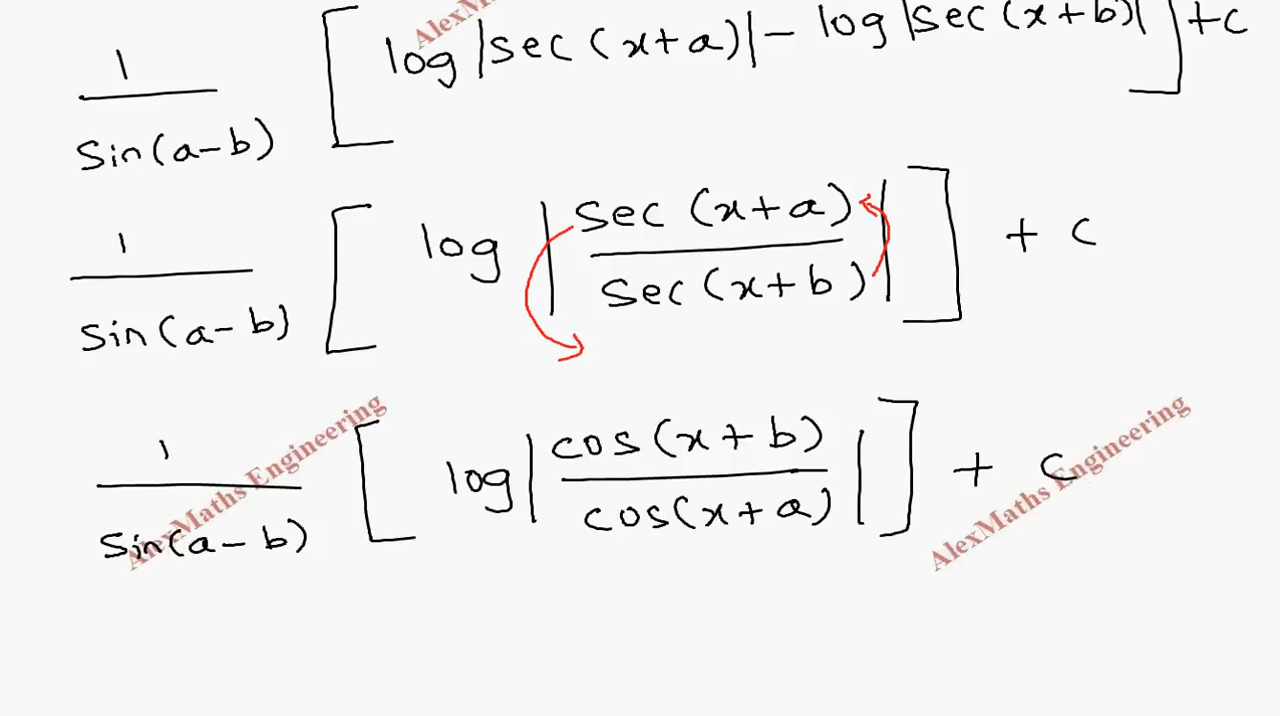 1/sin(a-b) [ log|sec(x+a)| - log|sec(x+b)| ] + c
1/sin(a-b) [ log | sec(x+a)/sec(x+b) | ] + c
1/sin(a-b) [ log | cos(x+b)/cos(x+a) | ] + c
AlexMaths Engineering
AlexMaths Engineering